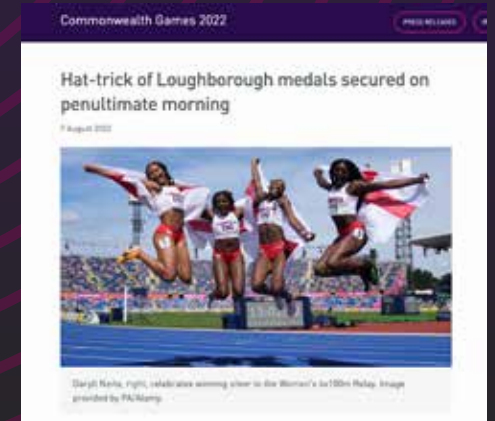 Commonwealth Games 2022
PRESS RELEASES
Hat-trick of Loughborough medals secured on
penultimate morning
7 August 2022
Daryll Neita, right, celebrates winning silver in the Women's 4x100m Relay. Image
provided by PA/Alamy.